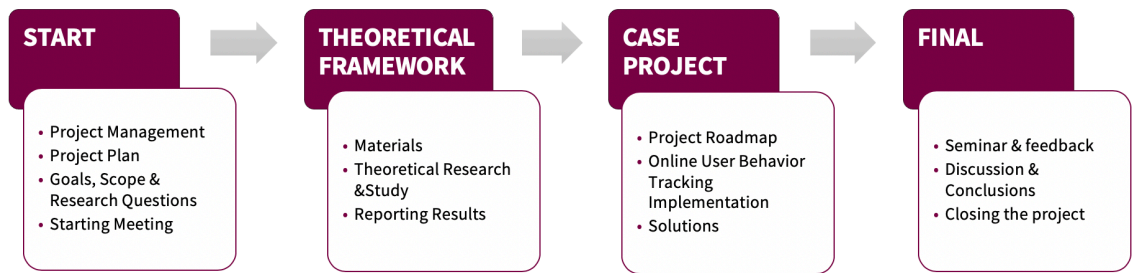 START
• Project Management
• Project Plan
• Goals, Scope &
Research Questions
• Starting Meeting
THEORETICAL
FRAMEWORK
• Materials
• Theoretical Research
&Study
• Reporting Results
CASE
PROJECT
• Project Roadmap
• Online User Behavior
Tracking
Implementation
• Solutions
FINAL
• Seminar & feedback
• Discussion &
Conclusions
• Closing the project